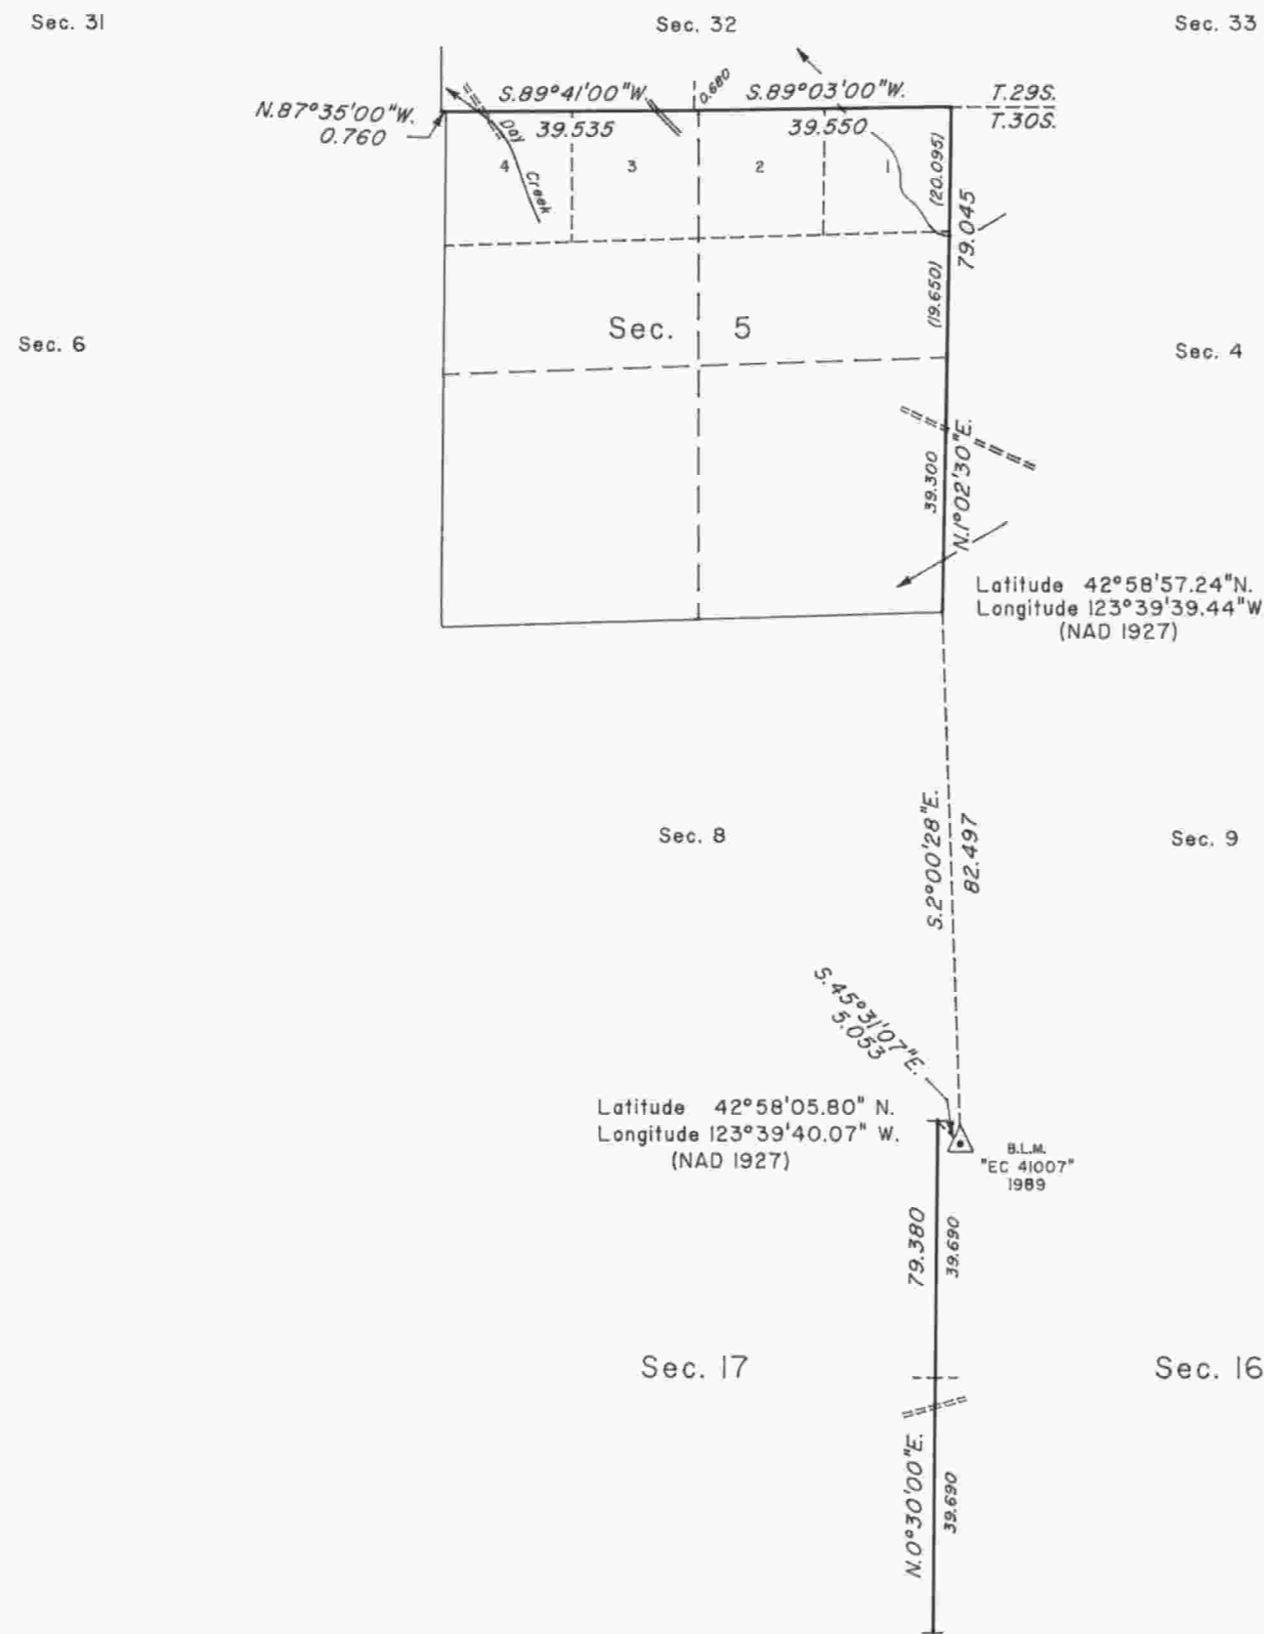 Sec. 31
Sec. 32
Sec. 33
N.87°35'00"W.
0.760
S.89°41'00"W.
39.535
0.680
S.89°03'00"W.
39.550
T.29S.
T.30S.
Day Creek
4
3
2
1
(20.095)
79.045
(19.650)
Sec. 5
Sec. 6
Sec. 4
39.300
N.1°02'30"E.
Latitude 42°58'57.24"N.
Longitude 123°39'39.44"W
(NAD 1927)
S.2°00'28"E.
82.497
Sec. 8
Sec. 9
S.45°31'07"E.
5.053
Latitude 42°58'05.80" N.
Longitude 123°39'40.07" W.
(NAD 1927)
B.L.M.
"EC 41007"
1989
79.380
39.690
Sec. 17
Sec. 16
N.0°30'00"E.
39.690